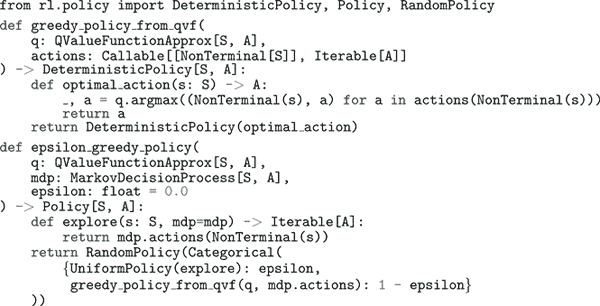 from rl.policy import DeterministicPolicy, Policy, RandomPolicy
def greedy_policy_from_qvf(
    q: QValueFunctionApprox[S, A],
    actions: Callable[[NonTerminal[S]], Iterable[A]]
) -> DeterministicPolicy[S, A]:
    def optimal_action(s: S) -> A:
        _, a = q.argmax((NonTerminal(s), a) for a in actions(NonTerminal(s)))
        return a
    return DeterministicPolicy(optimal_action)
def epsilon_greedy_policy(
    q: QValueFunctionApprox[S, A],
    mdp: MarkovDecisionProcess[S, A],
    epsilon: float = 0.0
) -> Policy[S, A]:
    def explore(s: S, mdp=mdp) -> Iterable[A]:
        return mdp.actions(NonTerminal(s))
    return RandomPolicy(Categorical(
        {UniformPolicy(explore): epsilon,
         greedy_policy_from_qvf(q, mdp.actions): 1 - epsilon}
    ))